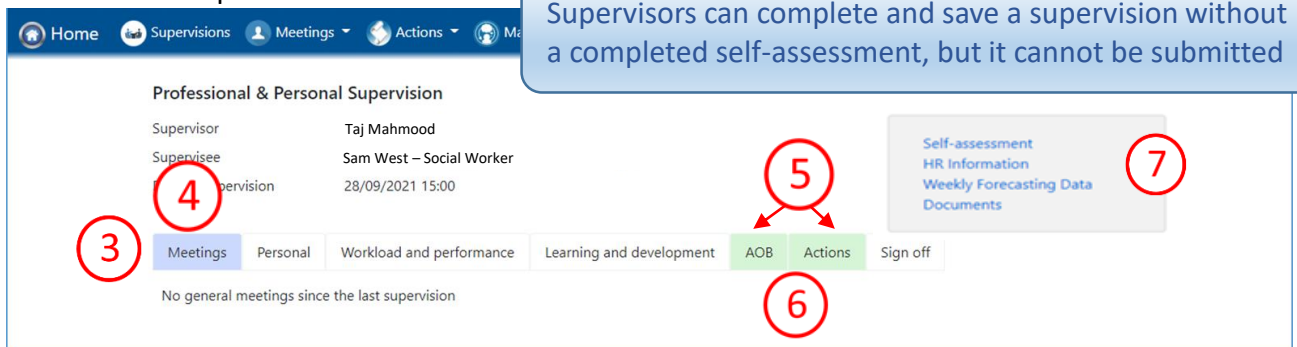 Supervisors can complete and save a supervision without
a completed self-assessment, but it cannot be submitted
Home Supervisions Meetings Actions
Professional & Personal Supervision
Supervisor Taj Mahmood
Supervisee Sam West – Social Worker
28/09/2021 15:00
Self-assessment
HR Information
Weekly Forecasting Data
Documents
7
5
4
3
Meetings Personal Workload and performance Learning and development AOB Actions Sign off
No general meetings since the last supervision
6